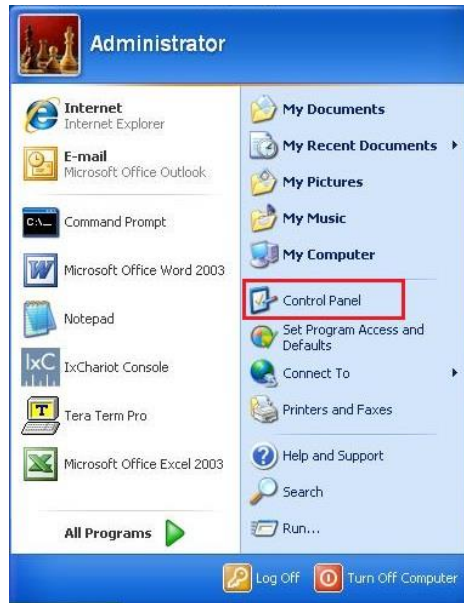 Administrator
Internet
Internet Explorer
E-mail
Microsoft Office Outlook
C:\_
Command Prompt
W
Microsoft Office Word 2003
Notepad
IxC
IxChariot Console
T
Tera Term Pro
X
Microsoft Office Excel 2003
All Programs
My Documents
My Recent Documents
My Pictures
My Music
My Computer
Control Panel
Set Program Access and
Defaults
Connect To
Printers and Faxes
Help and Support
Search
Run...
Log Off
Turn Off Computer